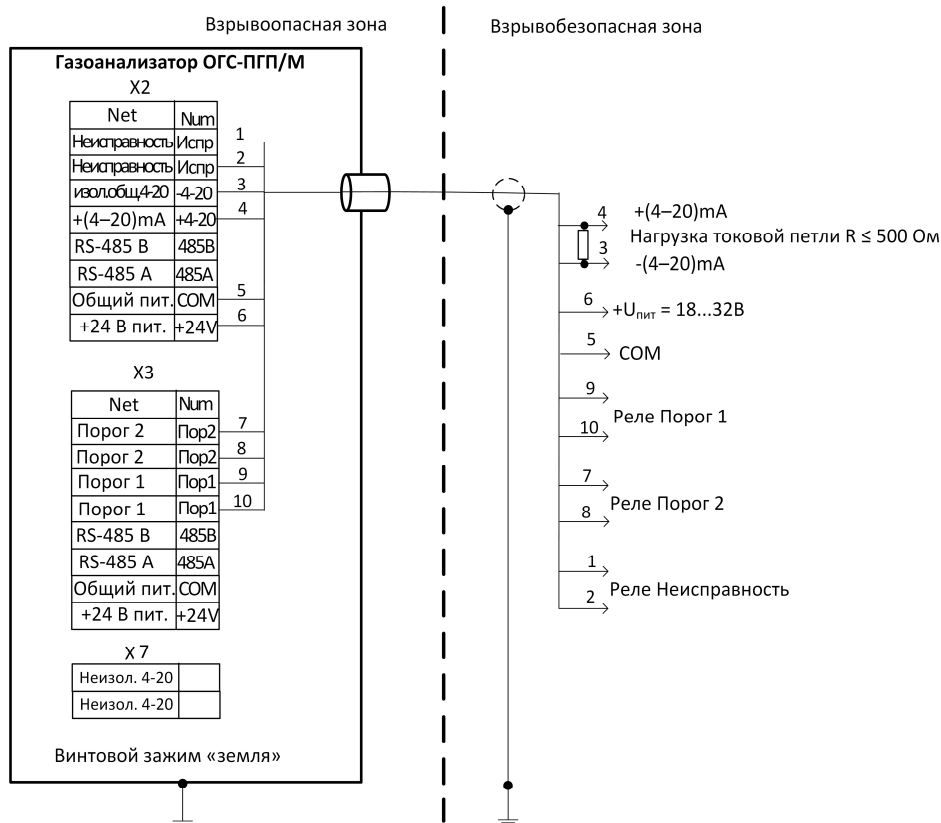 Взрывоопасная зона
Взрывобезопасная зона
Газоанализатор ОГС-ПГП/М
X2
Net Num
Неисправность Испр 1
Неисправность Испр 2
изол.общ,4-20 -4-20 3
+(4–20)mA +4-20 4
RS-485 B 485B
RS-485 A 485A
Общий пит. COM 5
+24 В пит. +24V 6
X3
Net Num
Порог 2 Пор2 7
Порог 2 Пор2 8
Порог 1 Пор1 9
Порог 1 Пор1 10
RS-485 B 485B
RS-485 A 485A
Общий пит. COM
+24 В пит. +24V
X 7
Неизол. 4-20
Неизол. 4-20
Винтовой зажим «земля»
4 +(4–20)mA
Нагрузка токовой петли R ≤ 500 Ом
3 -(4–20)mA
6 +Uпит = 18...32В
5 COM
9
Реле Порог 1
10
7
Реле Порог 2
8
1
Реле Неисправность
2